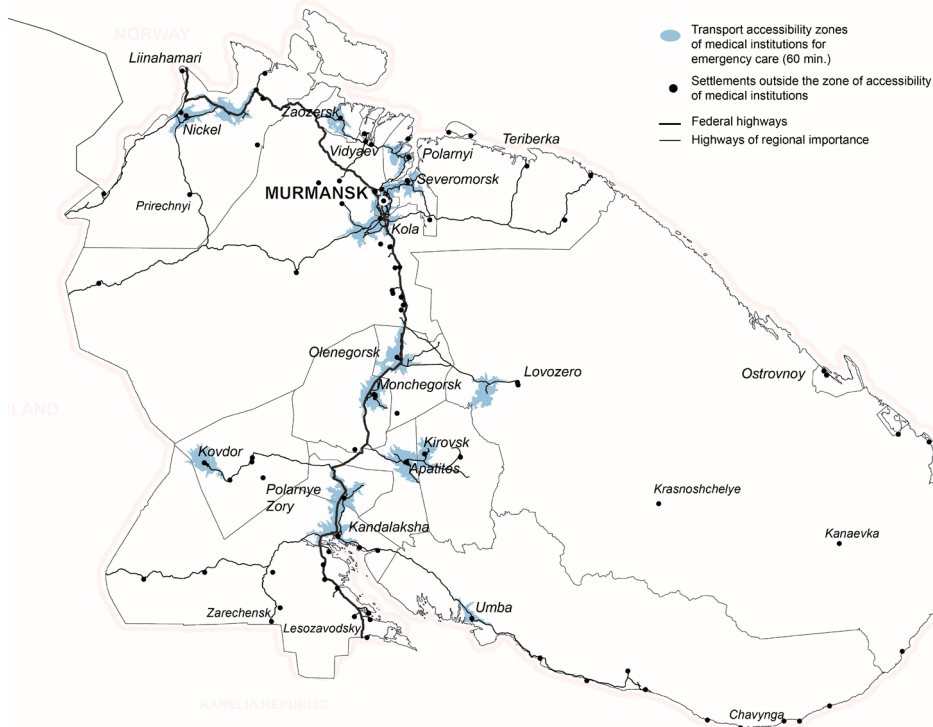 NORWAY
Liinahamari
Transport accessibility zones
of medical institutions for
emergency care (60 min.)
Settlements outside the zone of accessibility
of medical institutions
Federal highways
Highways of regional importance
Zaozersk
Nickel
Vidyaev
Polarnyi
Teriberka
Severomorsk
MURMANSK
Prirechnyi
Kola
Olenegorsk
Lovozero
Ostrovnoy
Monchegorsk
Kirovsk
Kovdor
Apatites
Polarnye
Zory
Krasnoshchelye
Kandalaksha
Kanaevka
Umba
Zarechensk
Lesozavodsky
KARELIA REPUBLIC
Chavynga